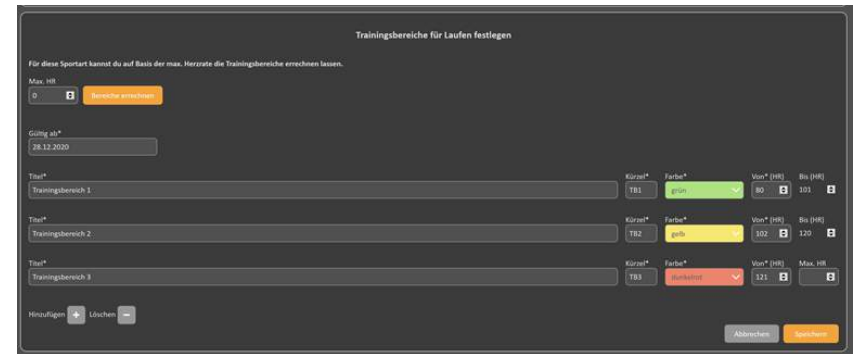 Trainingsbereiche für Laufen festlegen
Für diese Sportart kannst du auf Basis der max. Herzrate die Trainingsbereiche errechnen lassen.
Max. HR
0 Bereiche errechnen
Gültig ab*
28.12.2020
Titel* Kürzel* Farbe* Von* (HR) Bis (HR)
Trainingsbereich 1 TB1 grün 80 101
Titel* Kürzel* Farbe* Von* (HR) Bis (HR)
Trainingsbereich 2 TB2 gelb 102 120
Titel* Kürzel* Farbe* Von* (HR) Max. HR
Trainingsbereich 3 TB3 dunkelrot 121
Hinzufügen + Löschen −
Abbrechen Speichern